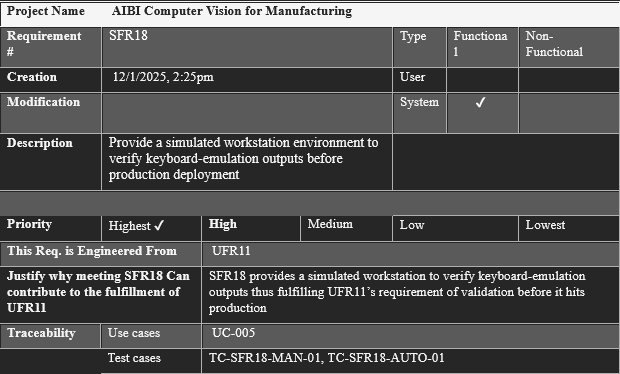 Project Name AIBI Computer Vision for Manufacturing
Requirement SFR18 Type Functiona Non-
# l Functional
Creation 12/1/2025, 2:25pm User
Modification System ✓
Description Provide a simulated workstation environment to
verify keyboard-emulation outputs before
production deployment
Priority Highest ✓ High Medium Low Lowest
This Req. is Engineered From UFR11
Justify why meeting SFR18 Can SFR18 provides a simulated workstation to verify keyboard-emulation
contribute to the fulfillment of outputs thus fulfilling UFR11’s requirement of validation before it hits
UFR11 production
Traceability Use cases UC-005
Test cases TC-SFR18-MAN-01, TC-SFR18-AUTO-01